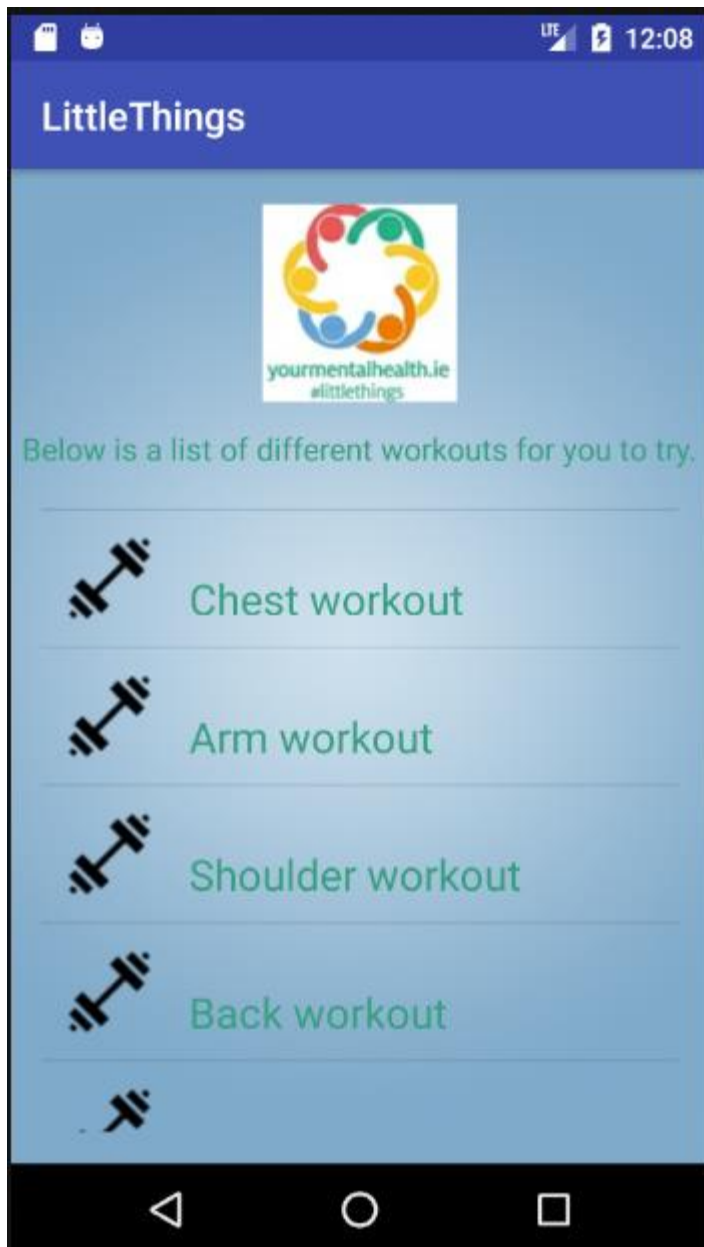 LTE 12:08
LittleThings
yourmentalhealth.ie
#littlethings
Below is a list of different workouts for you to try.
Chest workout
Arm workout
Shoulder workout
Back workout